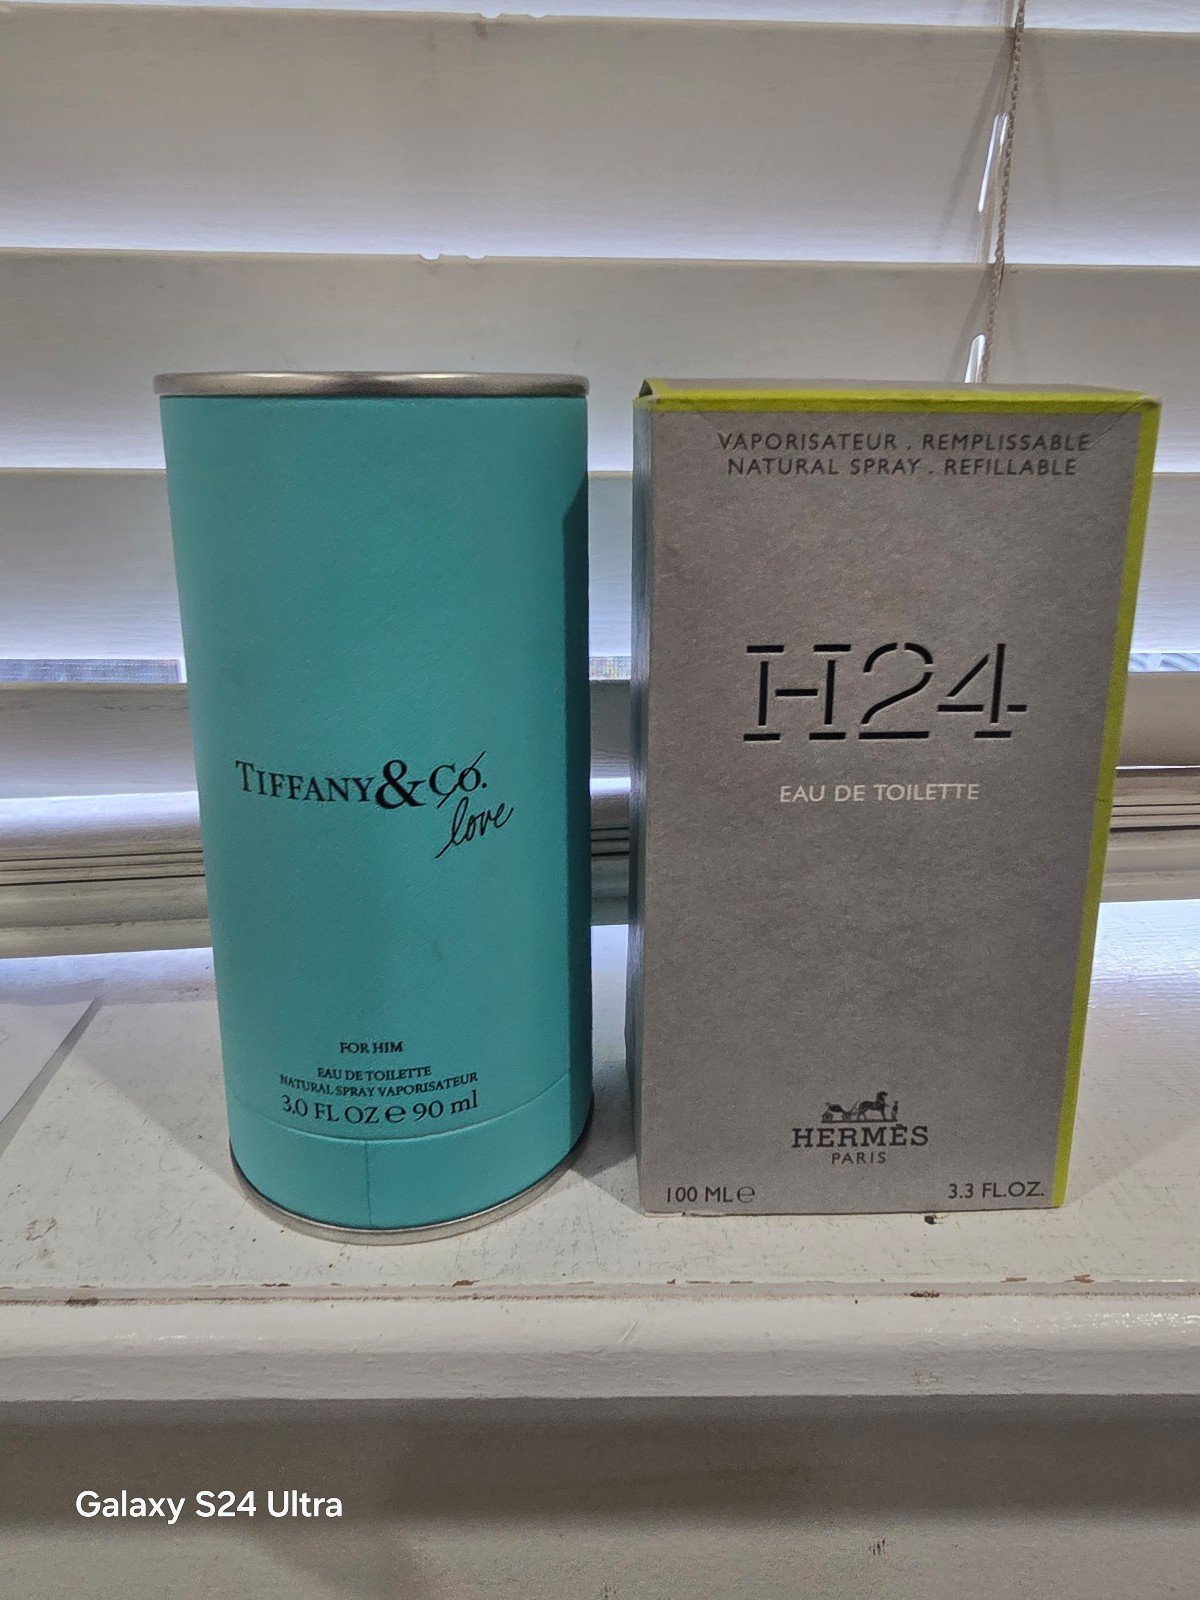 TIFFANY & CO.
love
FOR HIM
EAU DE TOILETTE
NATURAL SPRAY VAPORISATEUR
3.0 FL OZ e 90 ml
VAPORISATEUR . REMPLISSABLE
NATURAL SPRAY . REFILLABLE
H24
EAU DE TOILETTE
HERMÈS
PARIS
100 ML e
3.3 FL.OZ.
Galaxy S24 Ultra